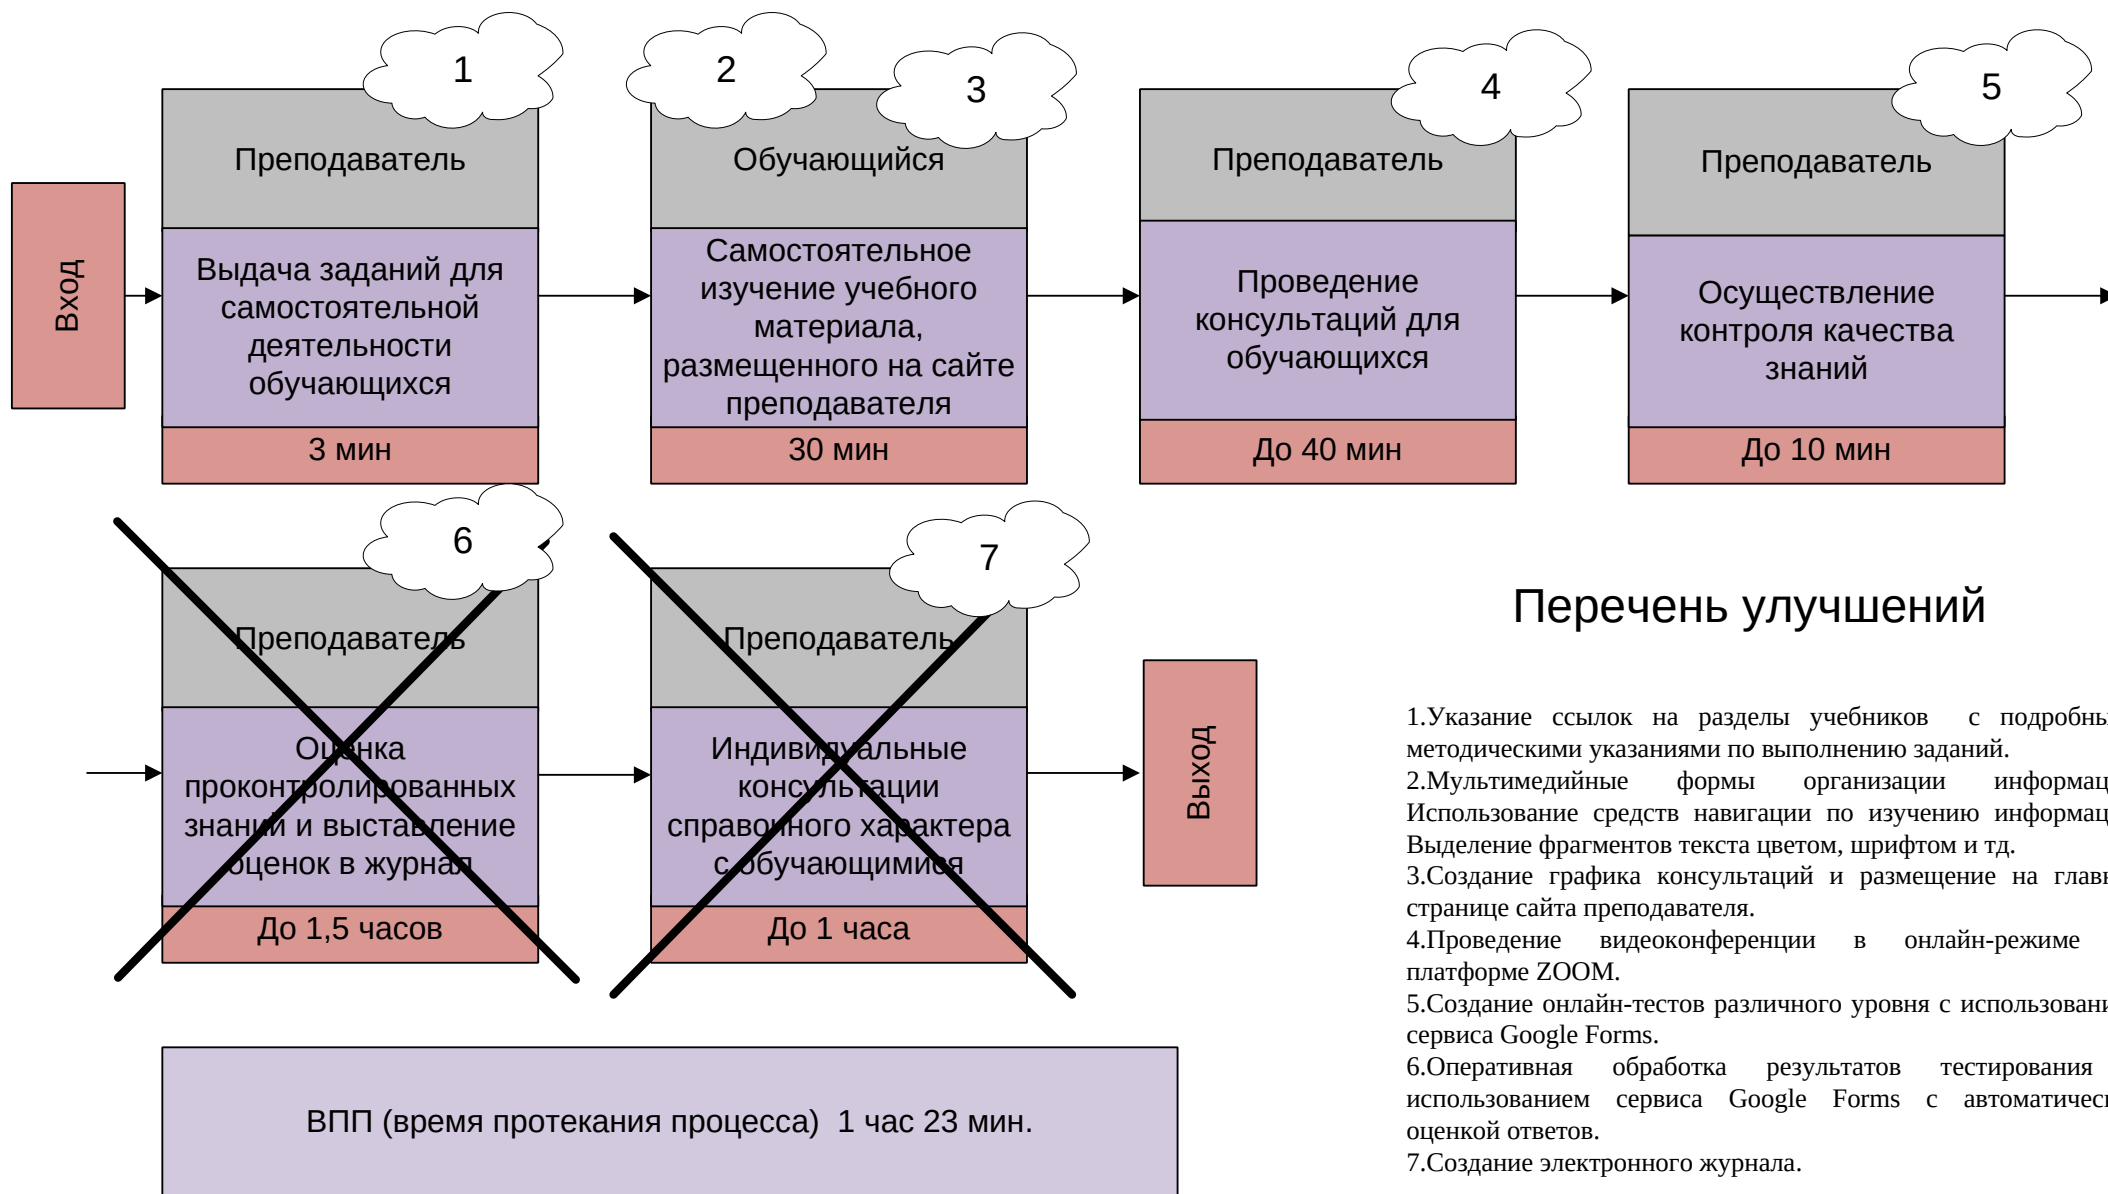 1
2
3
4
5
Преподаватель
Обучающийся
Преподаватель
Преподаватель
Вход
Выдача заданий для
самостоятельной
деятельности
обучающихся
Самостоятельное
изучение учебного
материала,
размещенного на сайте
преподавателя
Проведение
консультаций для
обучающихся
Осуществление
контроля качества
знаний
3 мин
30 мин
До 40 мин
До 10 мин
6
7
Преподаватель
Преподаватель
Оценка
проконтролированных
знаний и выставление
оценок в журнал
Индивидуальные
консультации
справочного характера
с обучающимися
До 1,5 часов
До 1 часа
Выход
ВПП (время протекания процесса) 1 час 23 мин.
Перечень улучшений
1.Указание ссылок на разделы учебников с
методическими указаниями по выполнению заданий.
2.Мультимедийные формы организации
Использование средств навигации по изучению
Выделение фрагментов текста цветом, шрифтом и тд.
3.Создание графика консультаций и размещение на
странице сайта преподавателя.
4.Проведение видеоконференции в онлайн-режиме
платформе ZOOM.
5.Создание онлайн-тестов различного уровня с
сервиса Google Forms.
6.Оперативная обработка результатов тестирования
использованием сервиса Google Forms с
оценкой ответов.
7.Создание электронного журнала.